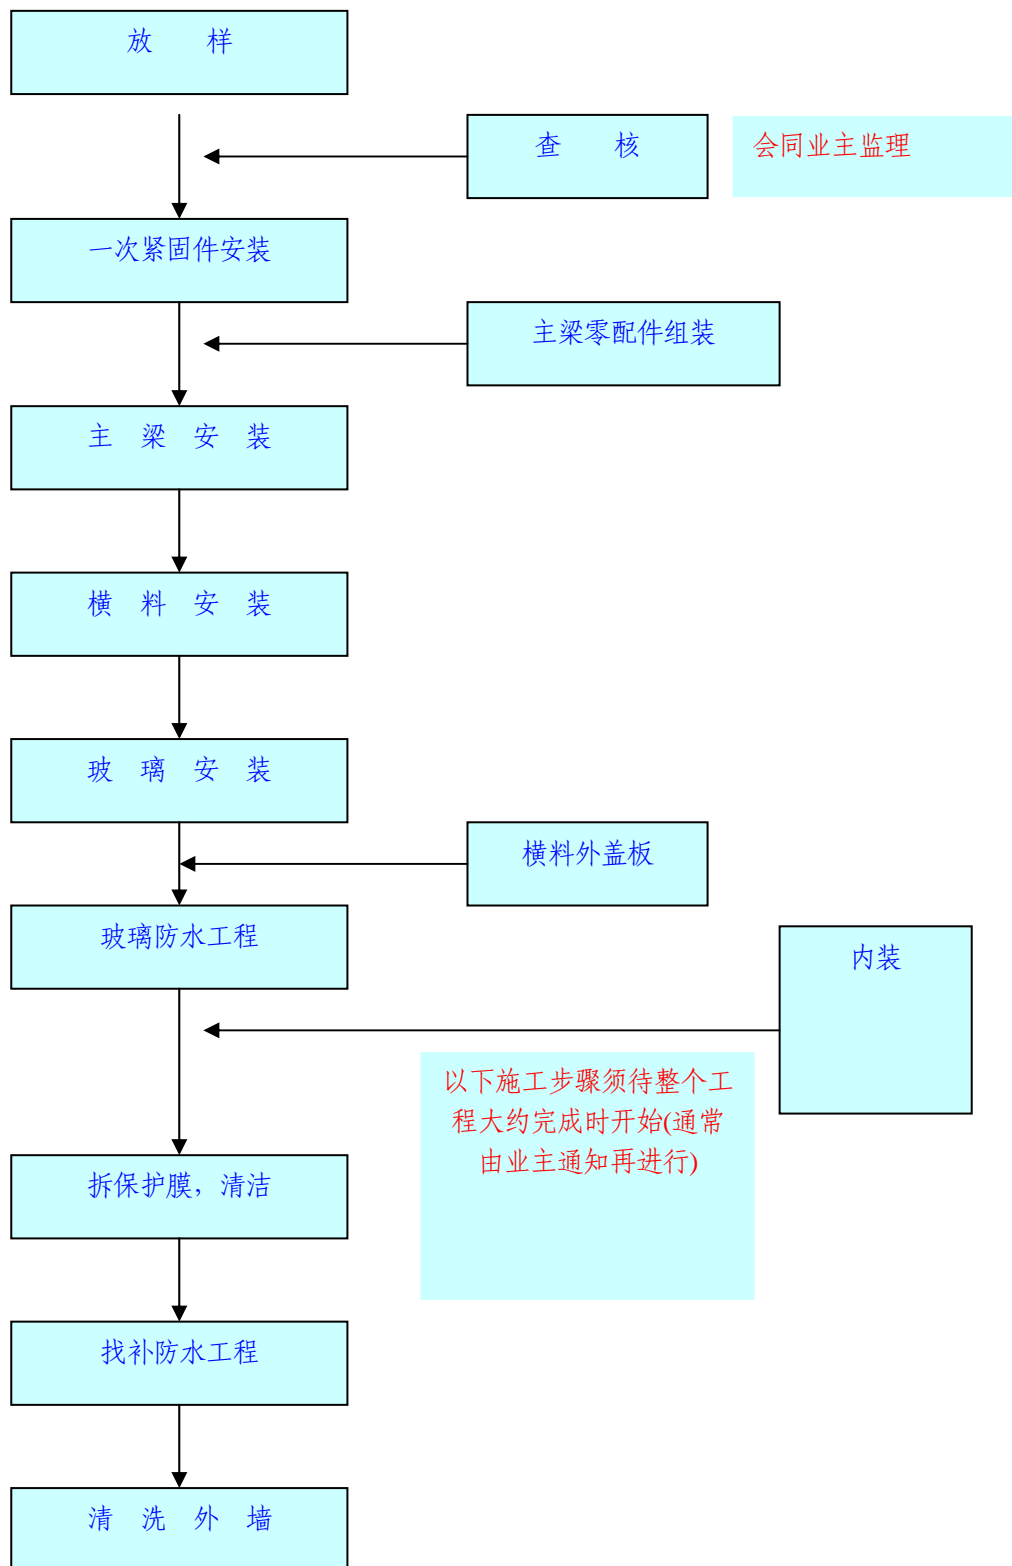 放　　样
查　　核
会同业主监理
一次紧固件安装
主梁零配件组装
主　梁　安　装
横　料　安　装
玻　璃　安　装
横料外盖板
玻璃防水工程
内装
以下施工步骤须待整个工
程大约完成时开始(通常
由业主通知再进行)
拆保护膜，清洁
找补防水工程
清　洗　外　墙